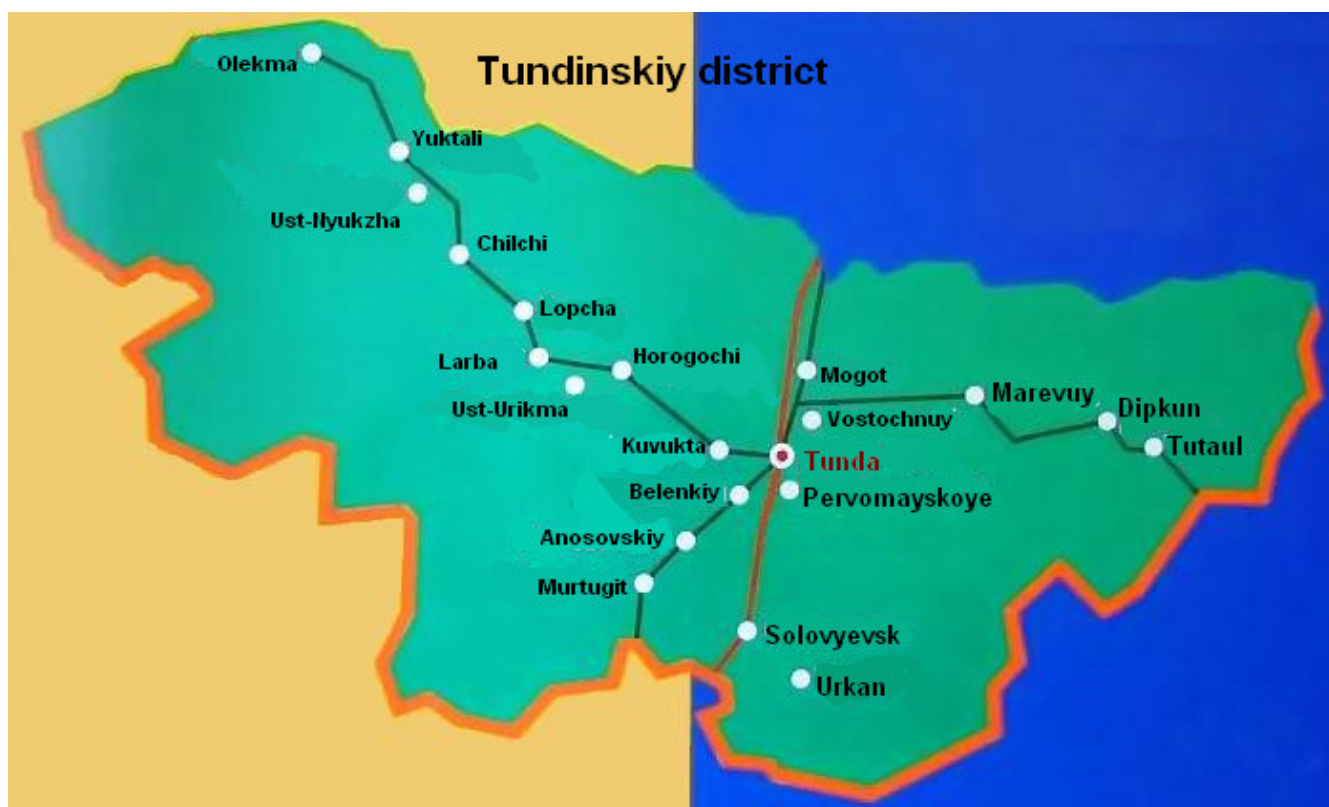 Tundinskiy district
Olekma
Yuktali
Ust-Nyukzha
Chilchi
Lopcha
Larba
Horogochi
Ust-Urikma
Mogot
Marevuy
Vostochnuy
Dipkun
Tutaul
Kuvukta
Tunda
Belenkiy
Pervomayskoye
Anosovskiy
Murtugit
Solovyevsk
Urkan